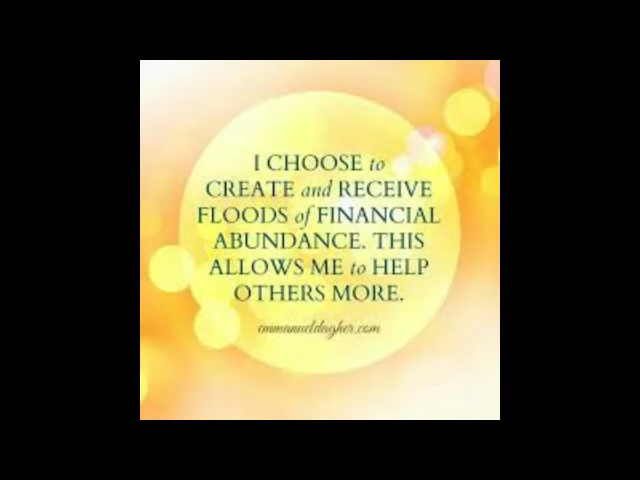 I CHOOSE to
CREATE and RECEIVE
FLOODS of FINANCIAL
ABUNDANCE. THIS
ALLOWS ME to HELP
OTHERS MORE.
emmanueldagher.com